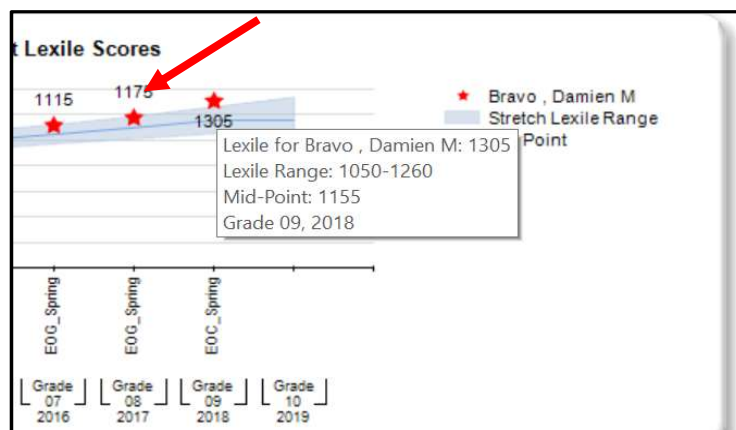 t Lexile Scores
1115
1175
1305
Bravo , Damien M
Stretch Lexile Range
Point
Lexile for Bravo , Damien M: 1305
Lexile Range: 1050-1260
Mid-Point: 1155
Grade 09, 2018
EOG_Spring
EOG_Spring
EOC_Spring
Grade
07
2016
Grade
08
2017
Grade
09
2018
Grade
10
2019